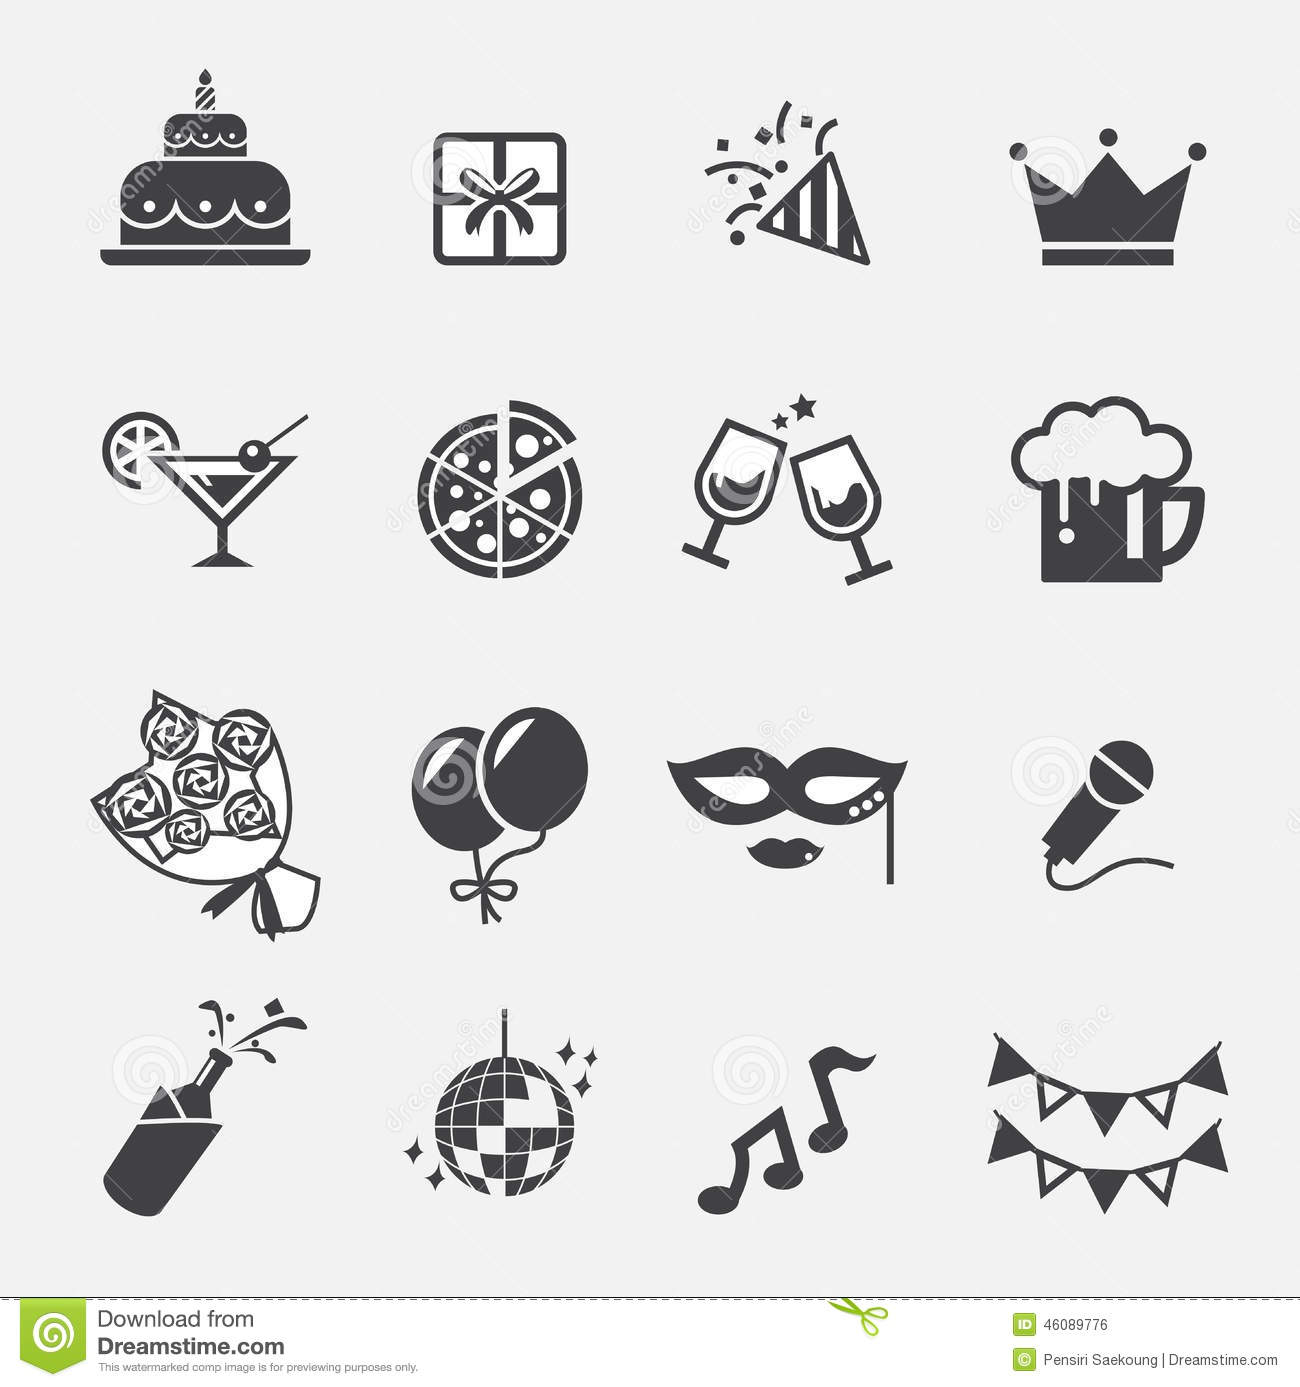 Download from
Dreamstime.com
This watermarked comp image is for previewing purposes only.
ID 46089776
© Pensiri Saekoung | Dreamstime.com